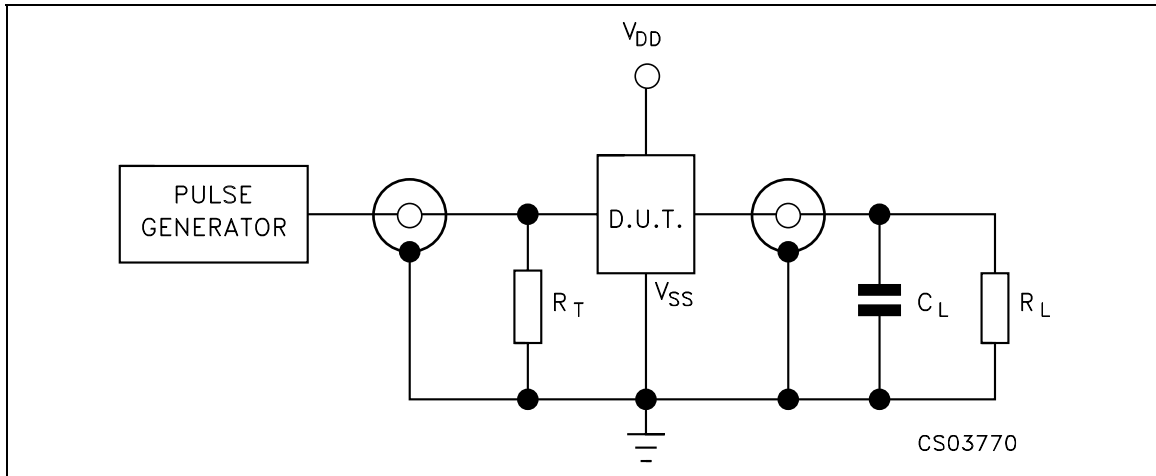 VDD
PULSE
GENERATOR
D.U.T.
RT
VSS
CL
RL
CS03770